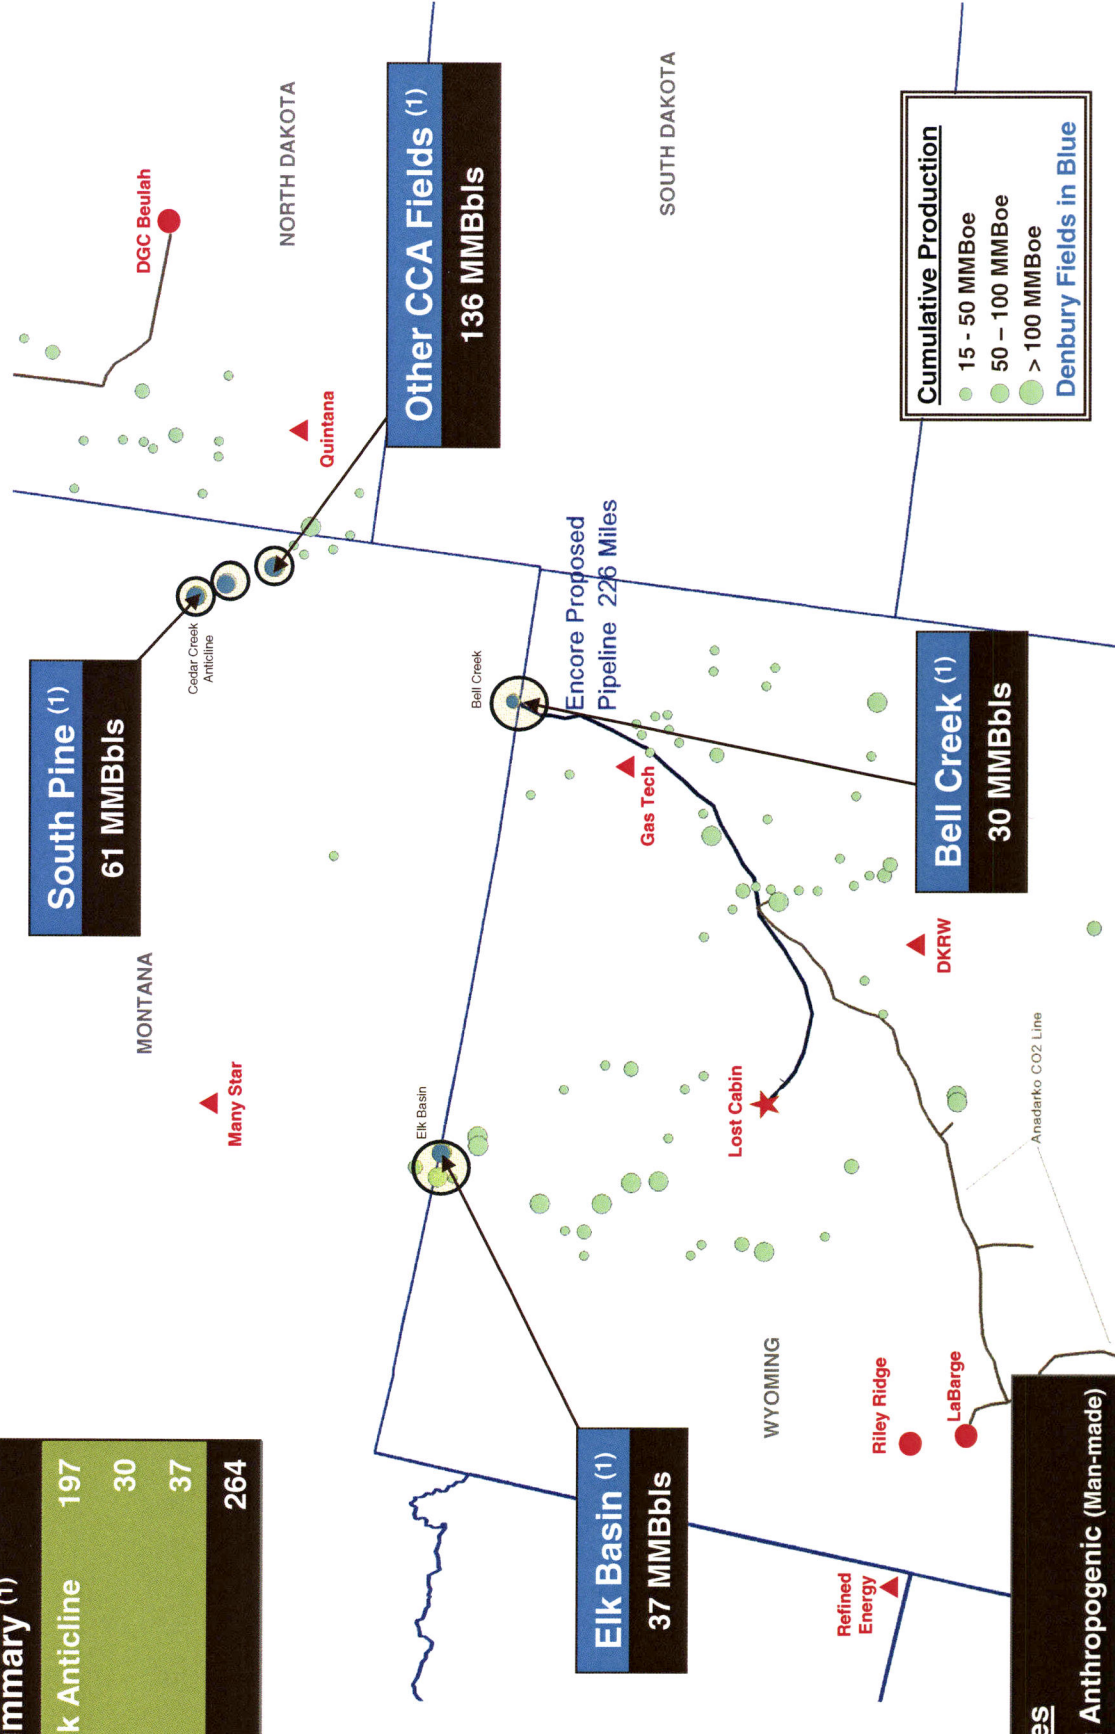 mmary (1)
k Anticline 197
30
37
264
MONTANA
Many Star
South Pine (1)
61 MMBbls
Cedar Creek
Anticline
DGC Beulah
NORTH DAKOTA
Quintana
Other CCA Fields (1)
136 MMBbls
SOUTH DAKOTA
Elk Basin
Bell Creek
Encore Proposed
Pipeline 226 Miles
Gas Tech
Elk Basin (1)
37 MMBbls
Lost Cabin
WYOMING
Riley Ridge
LaBarge
Refined
Energy
DKRW
Bell Creek (1)
30 MMBbls
Anadarko CO2 Line
Cumulative Production
15 - 50 MMBoe
50 – 100 MMBoe
> 100 MMBoe
Denbury Fields in Blue
es
Anthropogenic (Man-made)